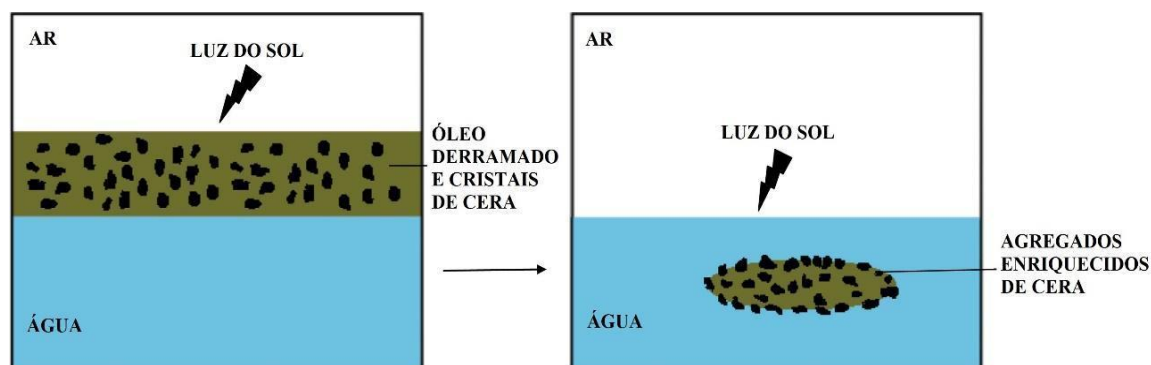 AR
LUZ DO SOL
ÓLEO
DERRAMADO
E CRISTAIS
DE CERA
ÁGUA
AR
LUZ DO SOL
AGREGADOS
ENRIQUECIDOS
DE CERA
ÁGUA